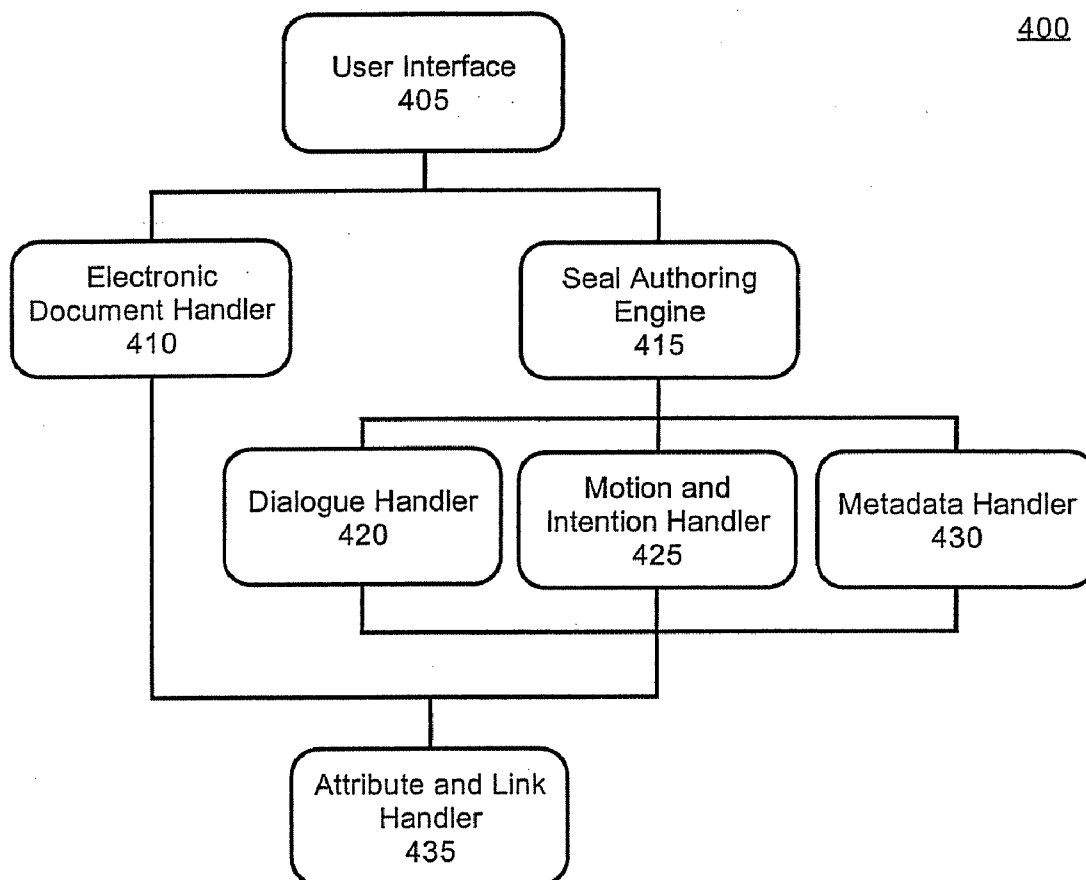 400
User Interface
405
Electronic
Document Handler
410
Seal Authoring
Engine
415
Dialogue Handler
420
Motion and
Intention Handler
425
Metadata Handler
430
Attribute and Link
Handler
435